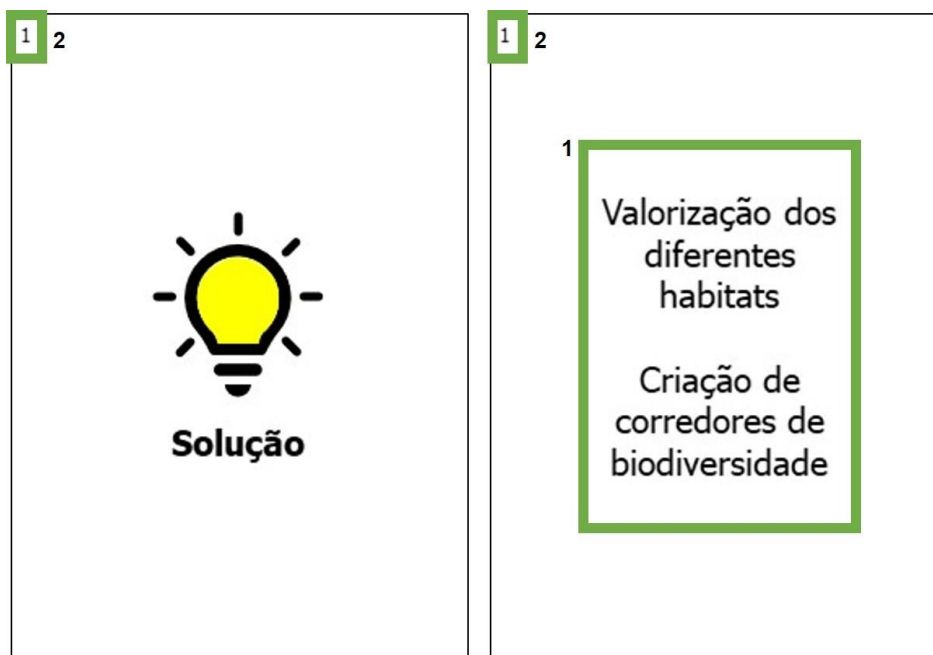 1 2
Solução
1 2
1
Valorização dos
diferentes
habitats
Criação de
corredores de
biodiversidade